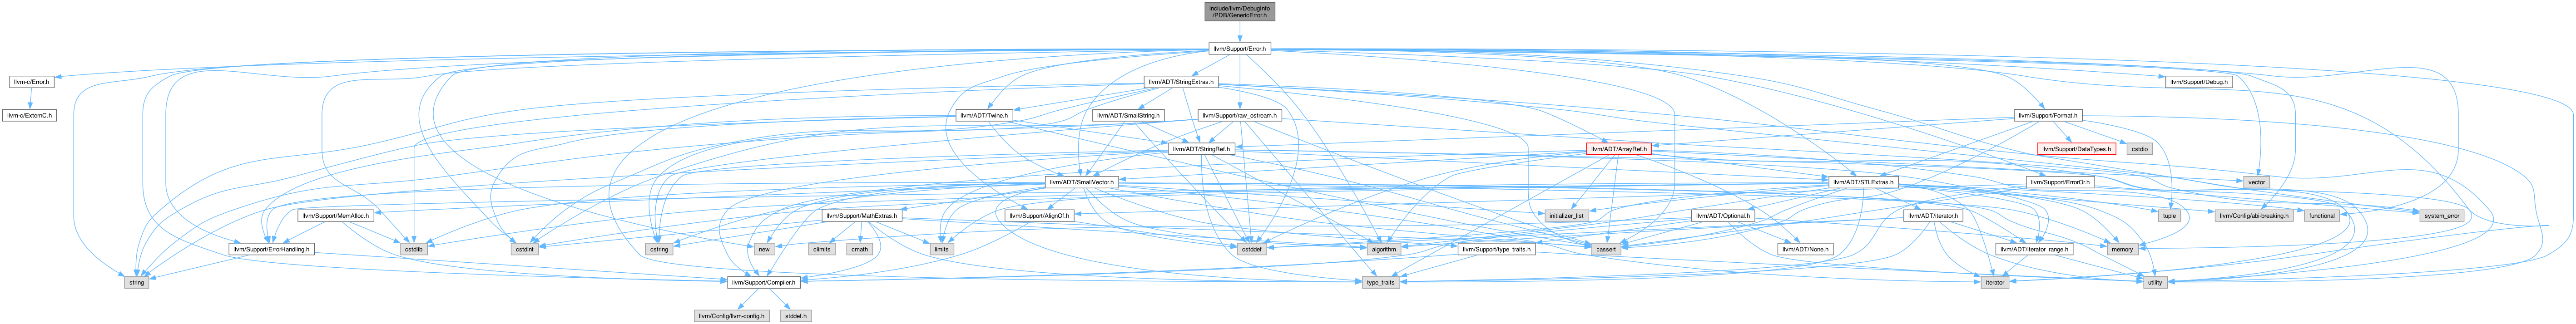 include/llvm/DebugInfo
/PDB/GenericError.h
llvm/Support/Error.h
llvm-c/Error.h
llvm/ADT/StringExtras.h
llvm/Support/Debug.h
llvm-c/ExternC.h
llvm/ADT/Twine.h
llvm/ADT/SmallString.h
llvm/Support/raw_ostream.h
llvm/Support/Format.h
llvm/ADT/StringRef.h
llvm/ADT/ArrayRef.h
llvm/Support/DataTypes.h
cstdio
llvm/ADT/SmallVector.h
llvm/ADT/STLExtras.h
llvm/Support/ErrorOr.h
vector
llvm/Support/MemAlloc.h
llvm/Support/MathExtras.h
llvm/Support/AlignOf.h
initializer_list
llvm/ADT/Optional.h
llvm/ADT/iterator.h
tuple
llvm/Config/abi-breaking.h
functional
system_error
llvm/Support/ErrorHandling.h
cstdlib
cstdint
cstring
new
climits
cmath
limits
cstddef
algorithm
llvm/Support/type_traits.h
cassert
llvm/ADT/None.h
llvm/ADT/iterator_range.h
memory
string
llvm/Support/Compiler.h
type_traits
iterator
utility
llvm/Config/llvm-config.h
stddef.h